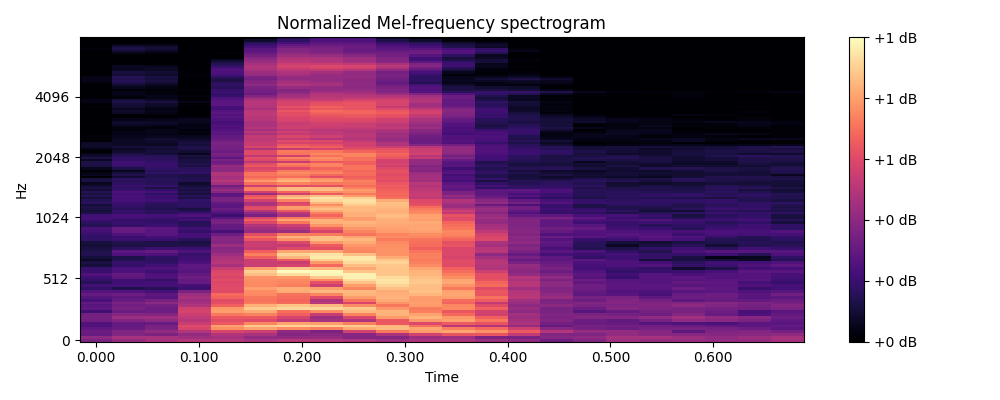 Normalized Mel-frequency spectrogram
Hz
4096
2048
1024
512
0
0.000 0.100 0.200 0.300 0.400 0.500 0.600
Time
+1 dB
+1 dB
+1 dB
+0 dB
+0 dB
+0 dB